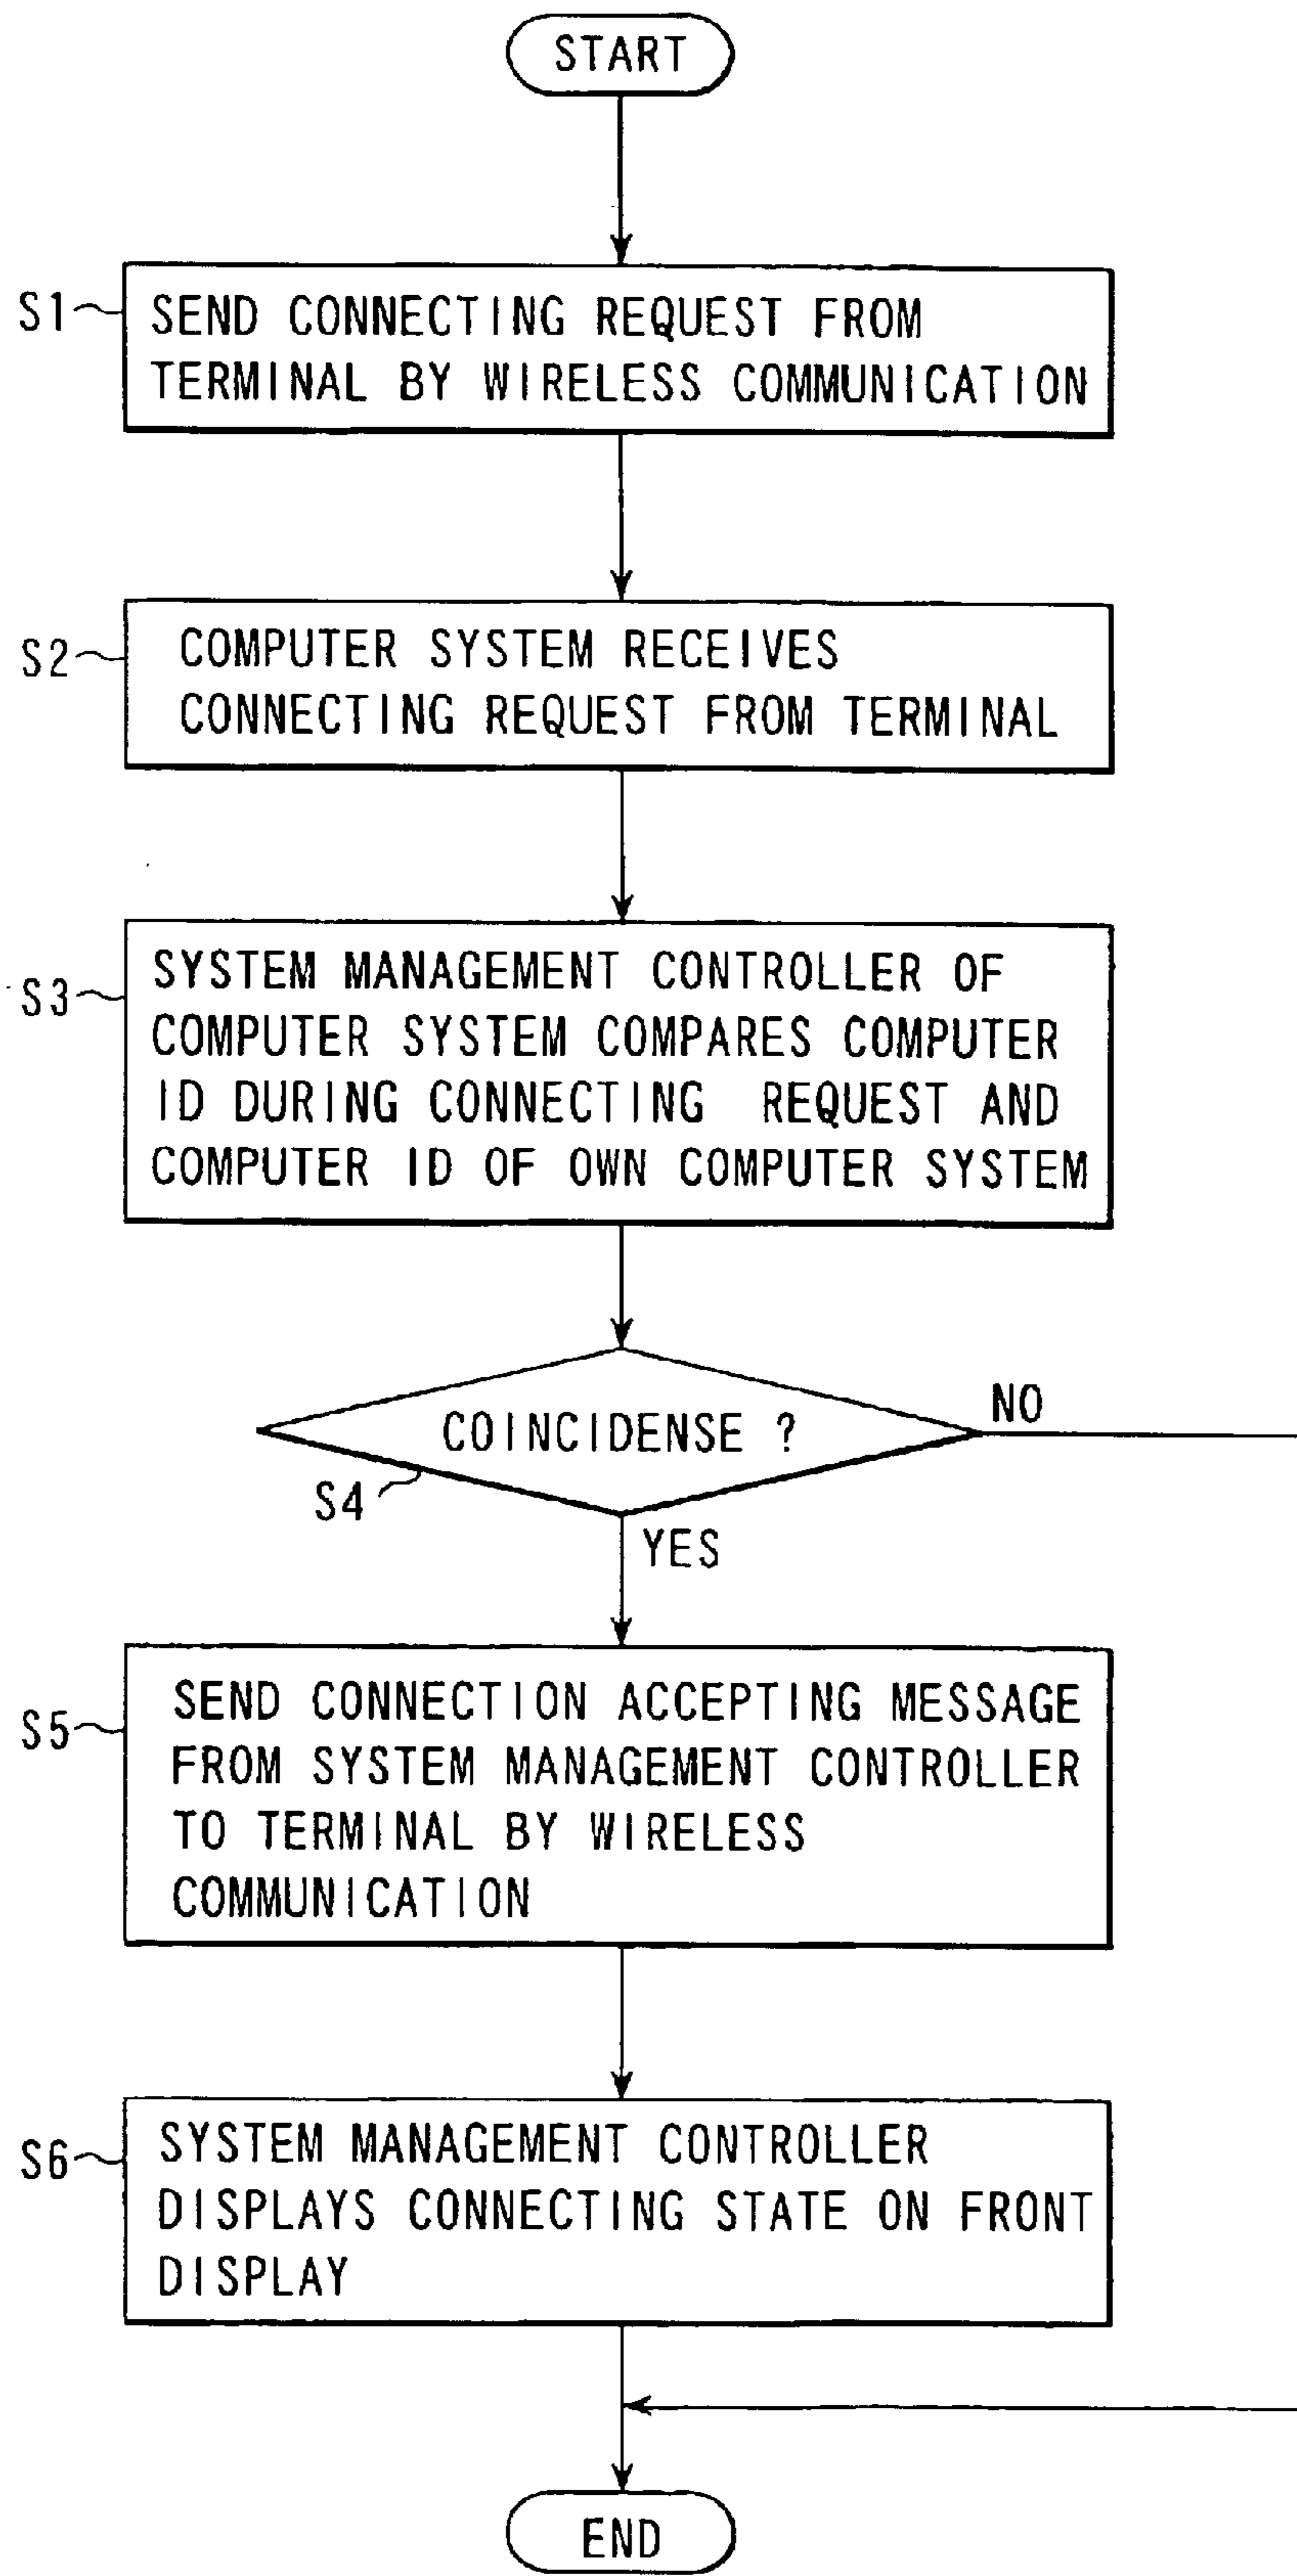 START
S1
SEND CONNECTING REQUEST FROM
TERMINAL BY WIRELESS COMMUNICATION
S2
COMPUTER SYSTEM RECEIVES
CONNECTING REQUEST FROM TERMINAL
S3
SYSTEM MANAGEMENT CONTROLLER OF
COMPUTER SYSTEM COMPARES COMPUTER
ID DURING CONNECTING REQUEST AND
COMPUTER ID OF OWN COMPUTER SYSTEM
COINCIDENSE ?
NO
S4
YES
S5
SEND CONNECTION ACCEPTING MESSAGE
FROM SYSTEM MANAGEMENT CONTROLLER
TO TERMINAL BY WIRELESS
COMMUNICATION
S6
SYSTEM MANAGEMENT CONTROLLER
DISPLAYS CONNECTING STATE ON FRONT
DISPLAY
END